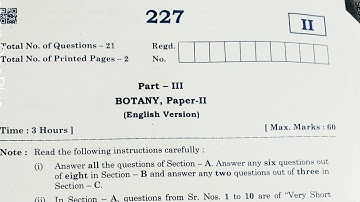 227
II
Total No. of Questions – 21
Regd.
Total No. of Printed Pages – 2
No.
Part – III
BOTANY, Paper-II
(English Version)
Time : 3 Hours ]
[ Max. Marks : 60
Note : Read the following instructions carefully :
(i) Answer all the questions of Section – A. Answer any six questions out
of eight in Section – B and answer any two questions out of three in
Section – C.
(ii) In Section – A, questions from Sr. Nos. 1 to 10 are of "Very Short